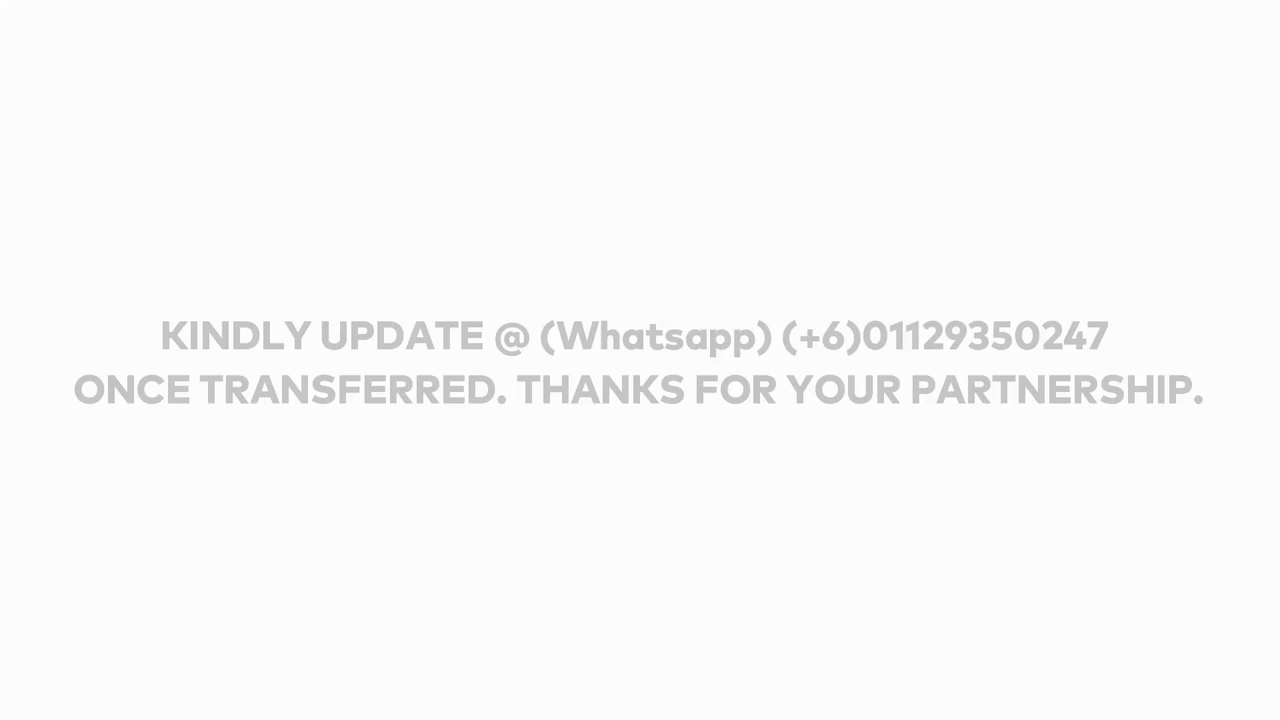 KINDLY UPDATE @ (Whatsapp) (+6)01129350247
ONCE TRANSFERRED. THANKS FOR YOUR PARTNERSHIP.